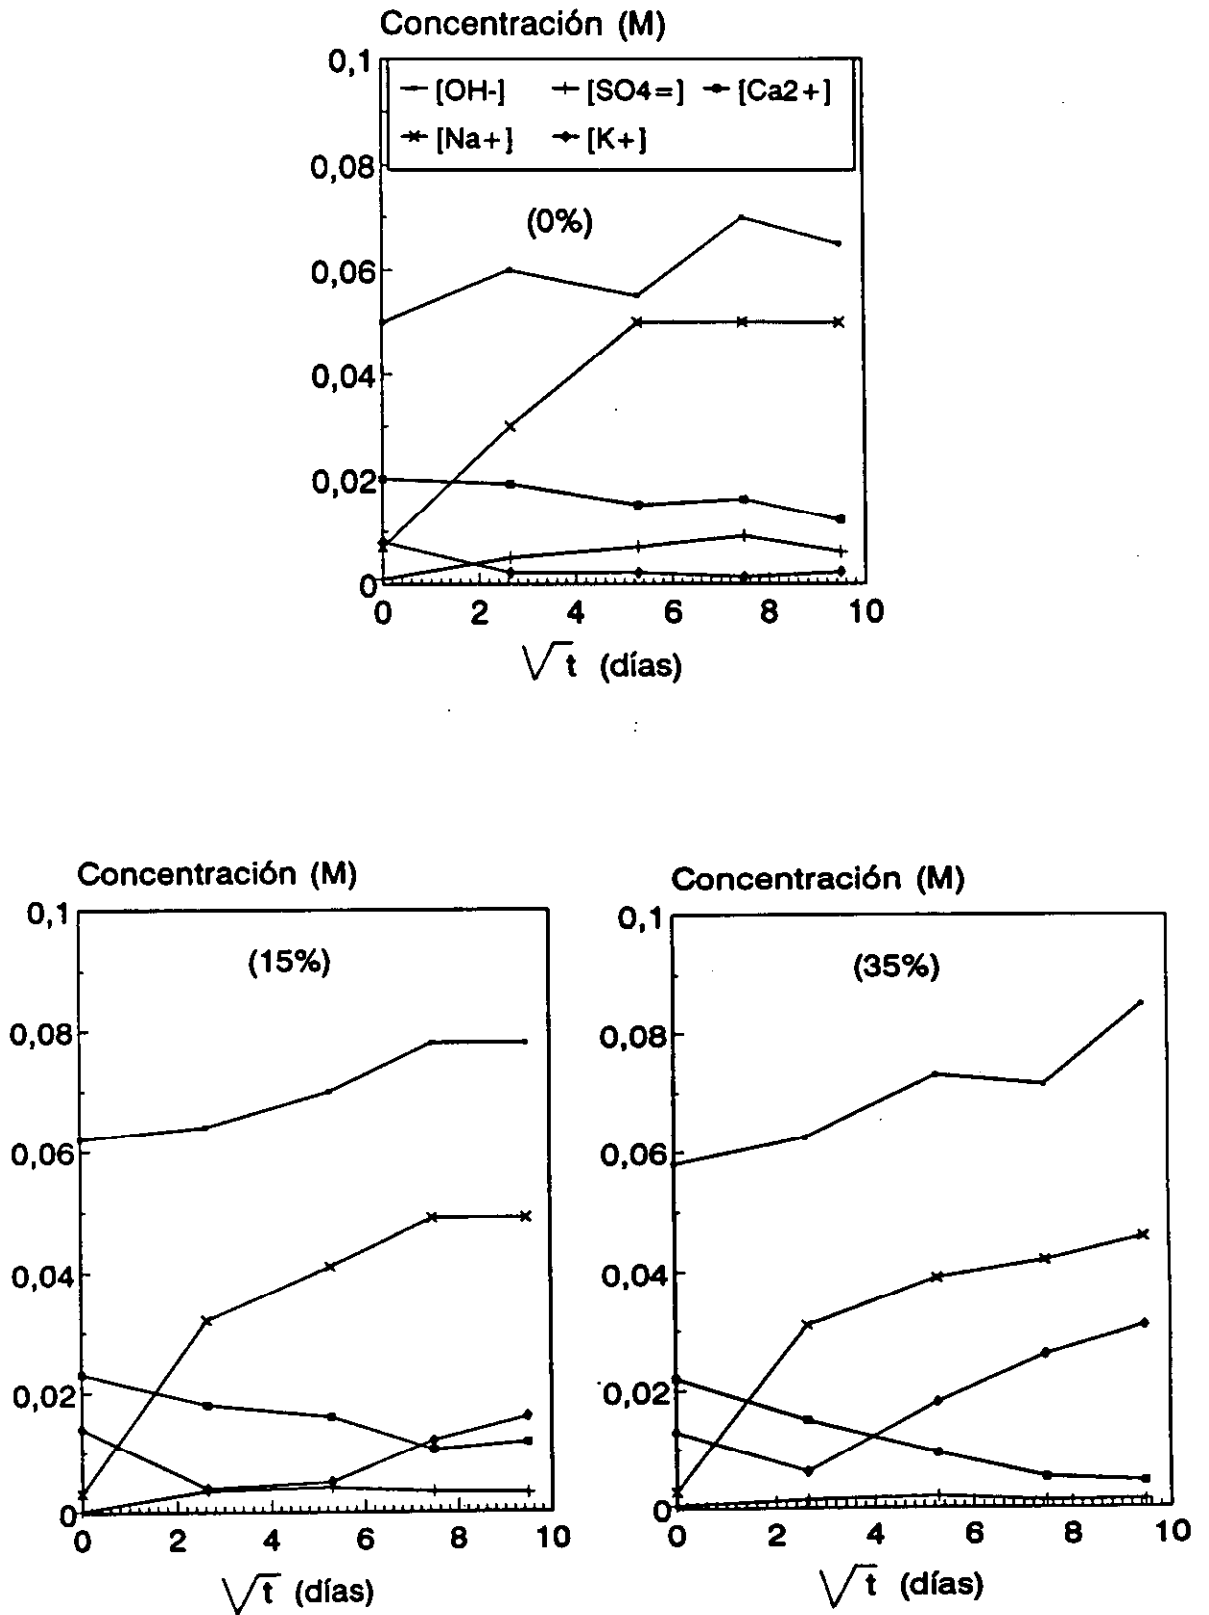 Concentración (M)
0,1
[OH-] [SO4=] [Ca2+]
[Na+] [K+]
0,08
(0%)
0,06
0,04
0,02
0
0 2 4 6 8 10
√t (días)
Concentración (M)
0,1
(15%)
0,08
0,06
0,04
0,02
0
0 2 4 6 8 10
√t (días)
Concentración (M)
0,1
(35%)
0,08
0,06
0,04
0,02
0
0 2 4 6 8 10
√t (días)